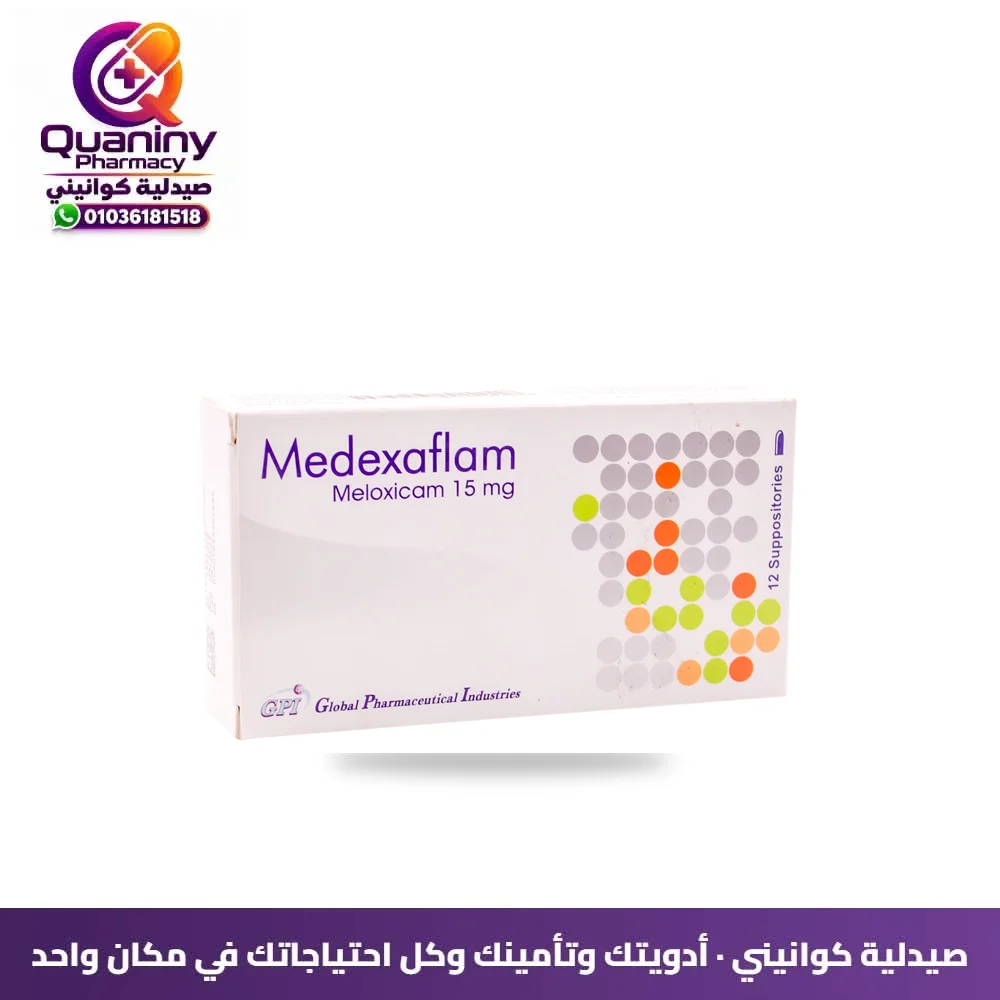 Quaniny
Pharmacy
صيدلية كوانيني
01036181518
Medexaflam
Meloxicam 15 mg
12 Suppositories
GPI Global Pharmaceutical Industries
صيدلية كوانيني · أدويتك وتأمينك وكل احتياجاتك في مكان واحد